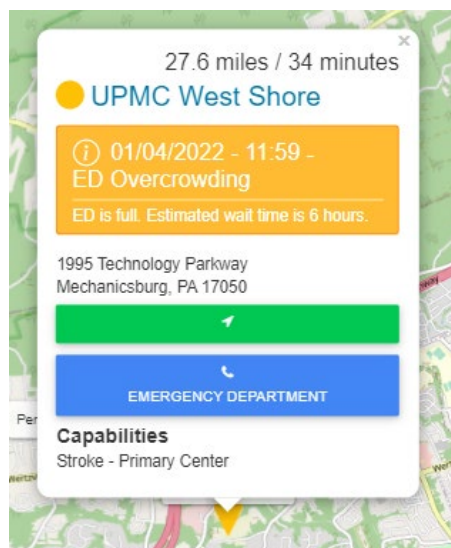 27.6 miles / 34 minutes
UPMC West Shore
01/04/2022 - 11:59 -
ED Overcrowding
ED is full. Estimated wait time is 6 hours.
1995 Technology Parkway
Mechanicsburg, PA 17050
EMERGENCY DEPARTMENT
Per
Capabilities
Stroke - Primary Center